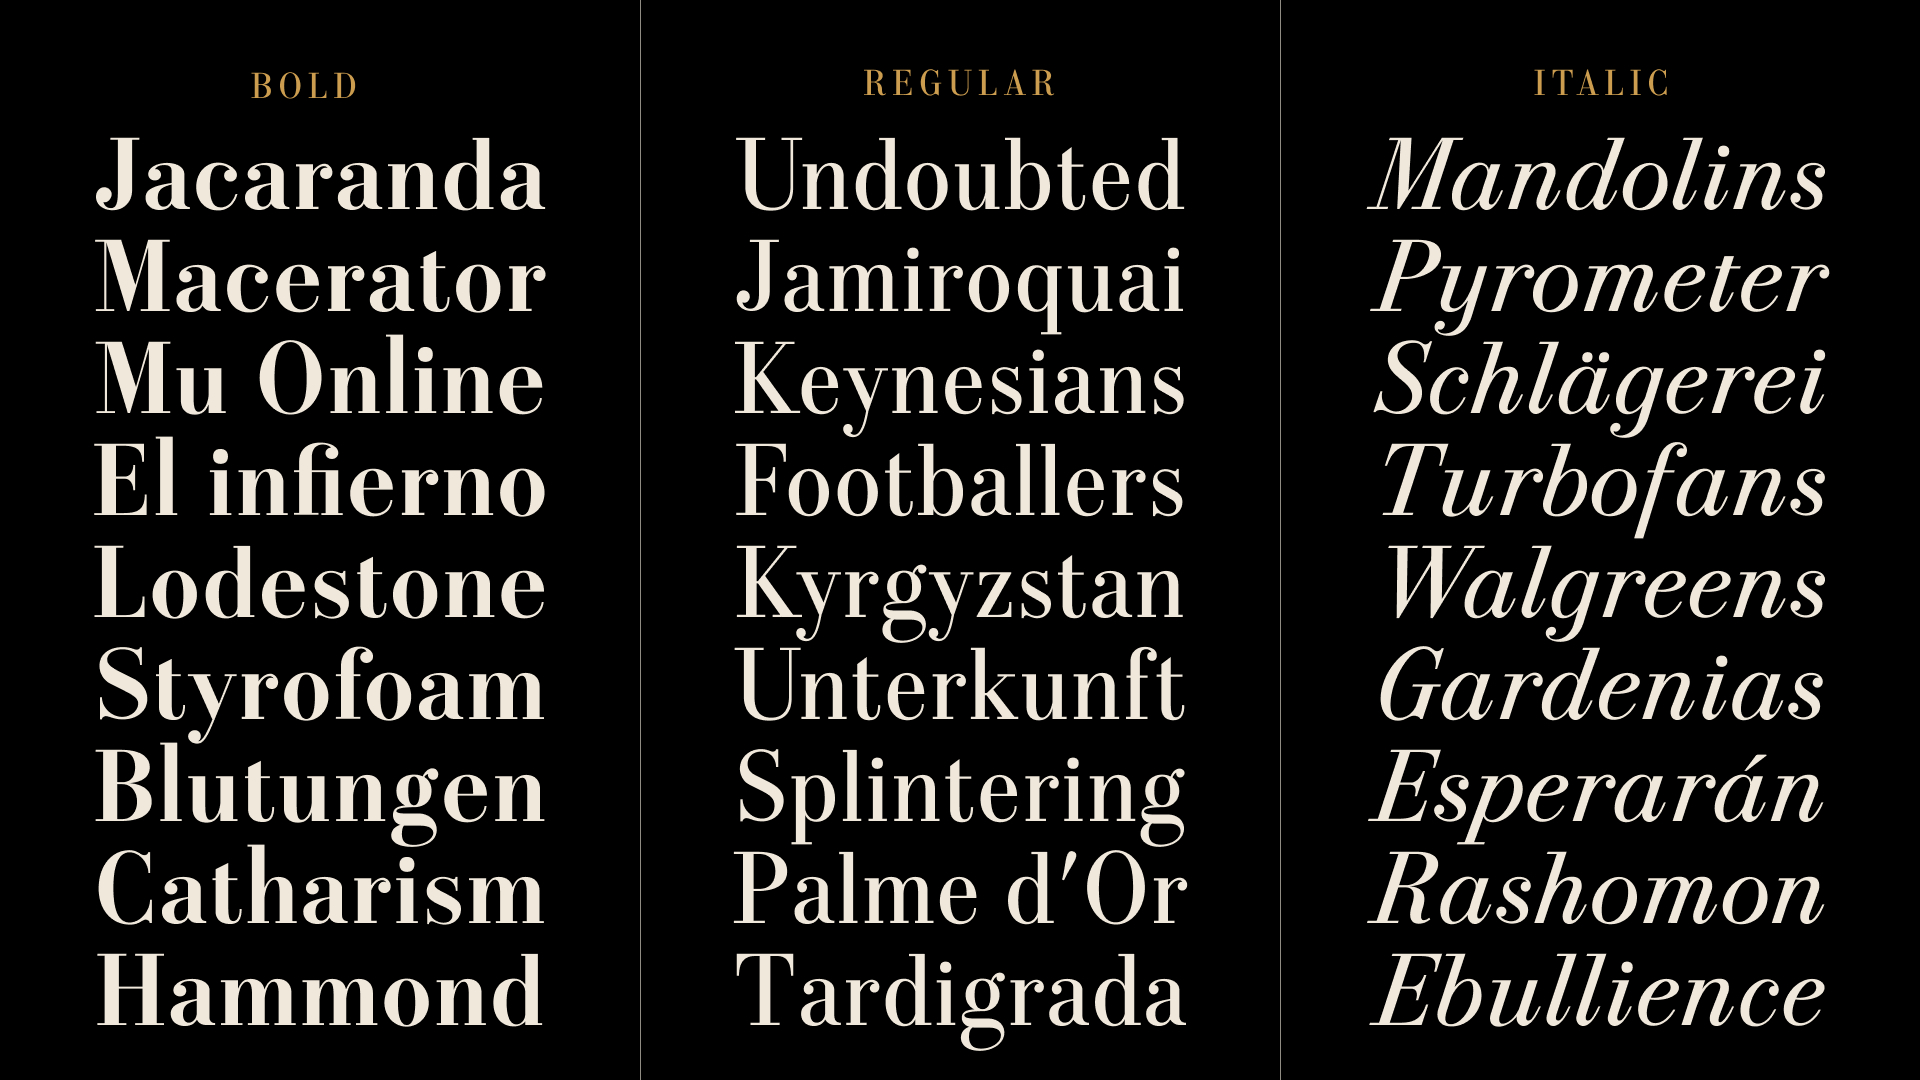 BOLD
Jacaranda
Macerator
Mu Online
El infierno
Lodestone
Styrofoam
Blutungen
Catharism
Hammond
REGULAR
Undoubted
Jamiroquai
Keynesians
Footballers
Kyrgyzstan
Unterkunft
Splintering
Palme d'Or
Tardigrada
ITALIC
Mandolins
Pyrometer
Schlägerei
Turbofans
Walgreens
Gardenias
Esperarán
Rashomon
Ebullience